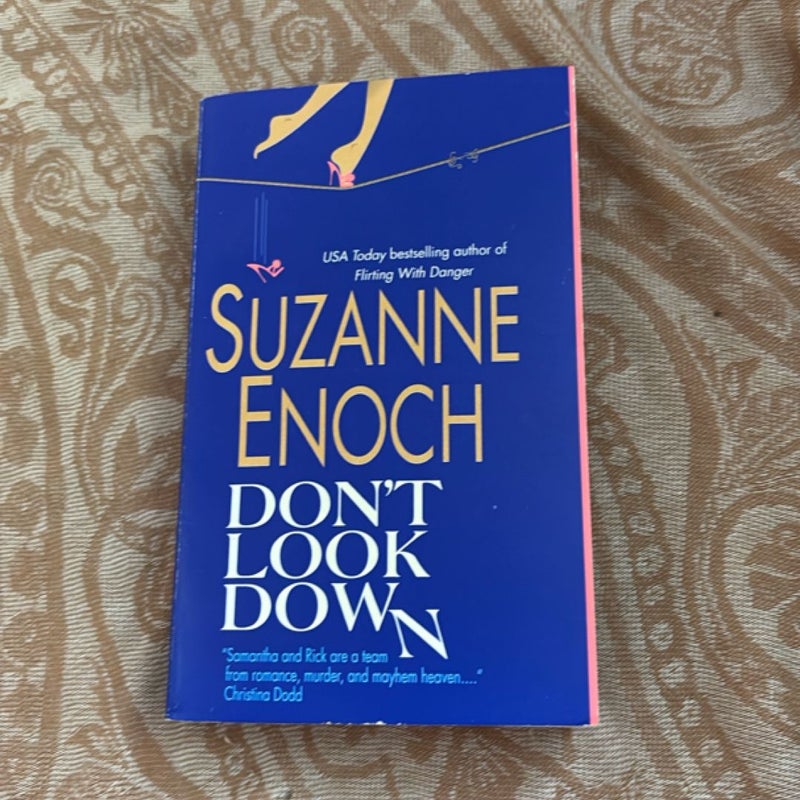 USA Today bestselling author of
Flirting With Danger
SUZANNE
ENOCH
DON'T
LOOK
DOWN
"Samantha and Rick are a team
from romance, murder, and mayhem heaven...."
Christina Dodd